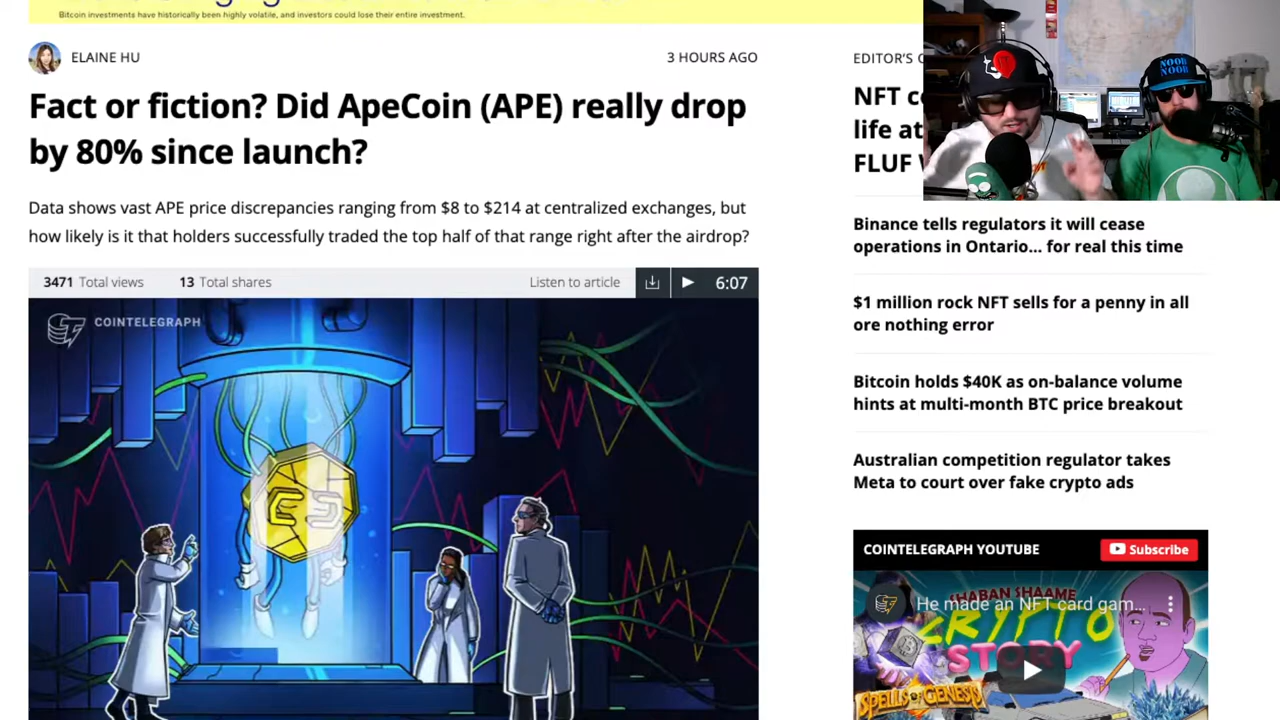 Bitcoin investments have historically been highly volatile, and investors could lose their entire investment.
ELAINE HU
3 HOURS AGO
Fact or fiction? Did ApeCoin (APE) really drop
by 80% since launch?
Data shows vast APE price discrepancies ranging from $8 to $214 at centralized exchanges, but
how likely is it that holders successfully traded the top half of that range right after the airdrop?
3471 Total views
13 Total shares
Listen to article
6:07
COINTELEGRAPH
EDITOR'S
NFT
life at
FLUF
NOOB
NOOB
Binance tells regulators it will cease
operations in Ontario... for real this time
$1 million rock NFT sells for a penny in all
ore nothing error
Bitcoin holds $40K as on-balance volume
hints at multi-month BTC price breakout
Australian competition regulator takes
Meta to court over fake crypto ads
COINTELEGRAPH YOUTUBE
Subscribe
SHABAN SHAAME
He made an NFT card gam...
CRYPTO
STORY
SPELLS OF GENESIS